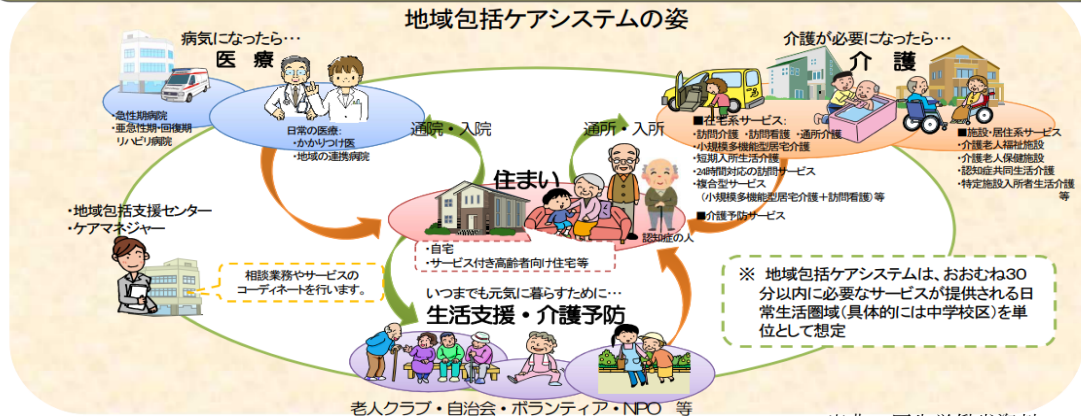 地域包括ケアシステムの姿
病気になったら…
医 療
介護が必要になったら…
介 護
・急性期病院
・亜急性期・回復期
リハビリ病院
日常の医療:
・かかりつけ医
・地域の連携病院
通院・入院
通所・入所
■在宅系サービス:
・訪問介護 ・訪問看護 ・通所介護
・小規模多機能型居宅介護
・短期入所生活介護
・24時間対応の訪問サービス
・複合型サービス
(小規模多機能型居宅介護+訪問看護)等
■介護予防サービス
■施設・居住系サービス
・介護老人福祉施設
・介護老人保健施設
・認知症共同生活介護
・特定施設入所者生活介護
等
住まい
認知症の人
・自宅
・サービス付き高齢者向け住宅等
・地域包括支援センター
・ケアマネジャー
相談業務やサービスの
コーディネートを行います。
いつまでも元気に暮らすために…
生活支援・介護予防
※ 地域包括ケアシステムは、おおむね30
分以内に必要なサービスが提供される日
常生活圏域(具体的には中学校区)を単
位として想定
老人クラブ・自治会・ボランティア・NPO 等